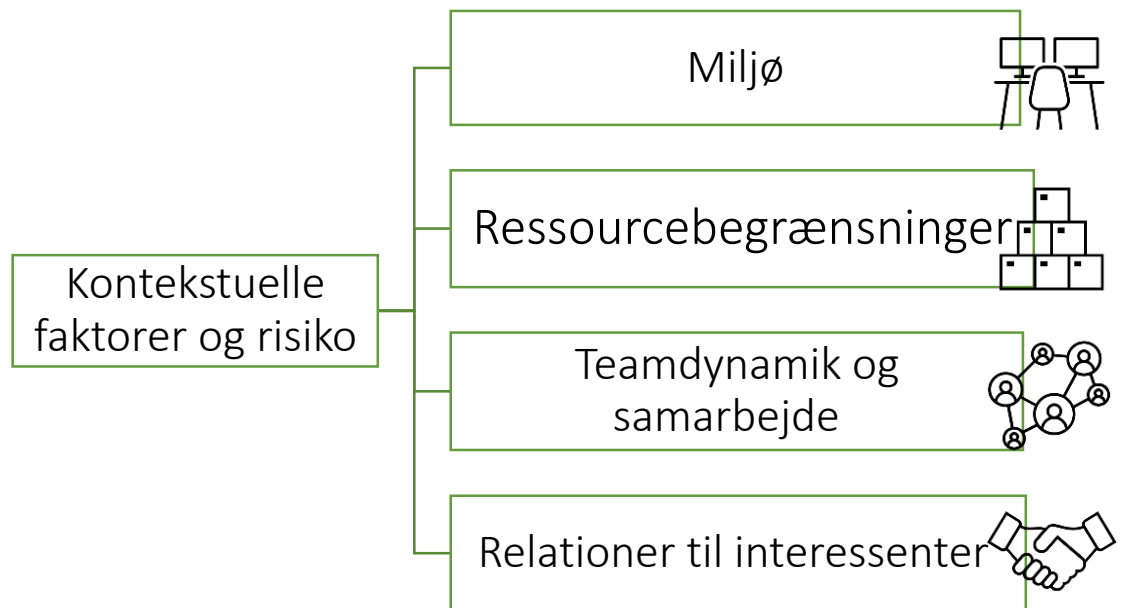 Kontekstuelle
faktorer og risiko
Miljø
Ressourcebegrænsninger
Teamdynamik og
samarbejde
Relationer til interessenter